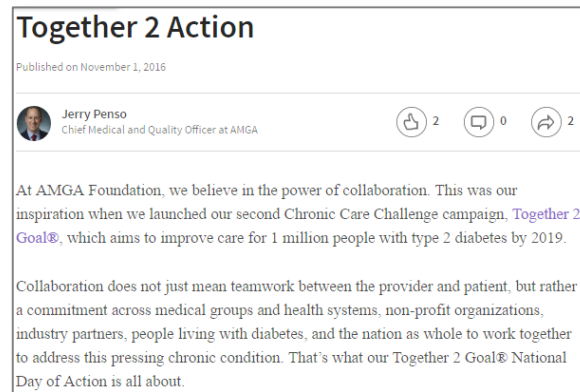 Together 2 Action
Published on November 1, 2016
Jerry Penso
Chief Medical and Quality Officer at AMGA
2
0
2
At AMGA Foundation, we believe in the power of collaboration. This was our
inspiration when we launched our second Chronic Care Challenge campaign, Together 2
Goal®, which aims to improve care for 1 million people with type 2 diabetes by 2019.
Collaboration does not just mean teamwork between the provider and patient, but rather
a commitment across medical groups and health systems, non-profit organizations,
industry partners, people living with diabetes, and the nation as whole to work together
to address this pressing chronic condition. That's what our Together 2 Goal® National
Day of Action is all about.